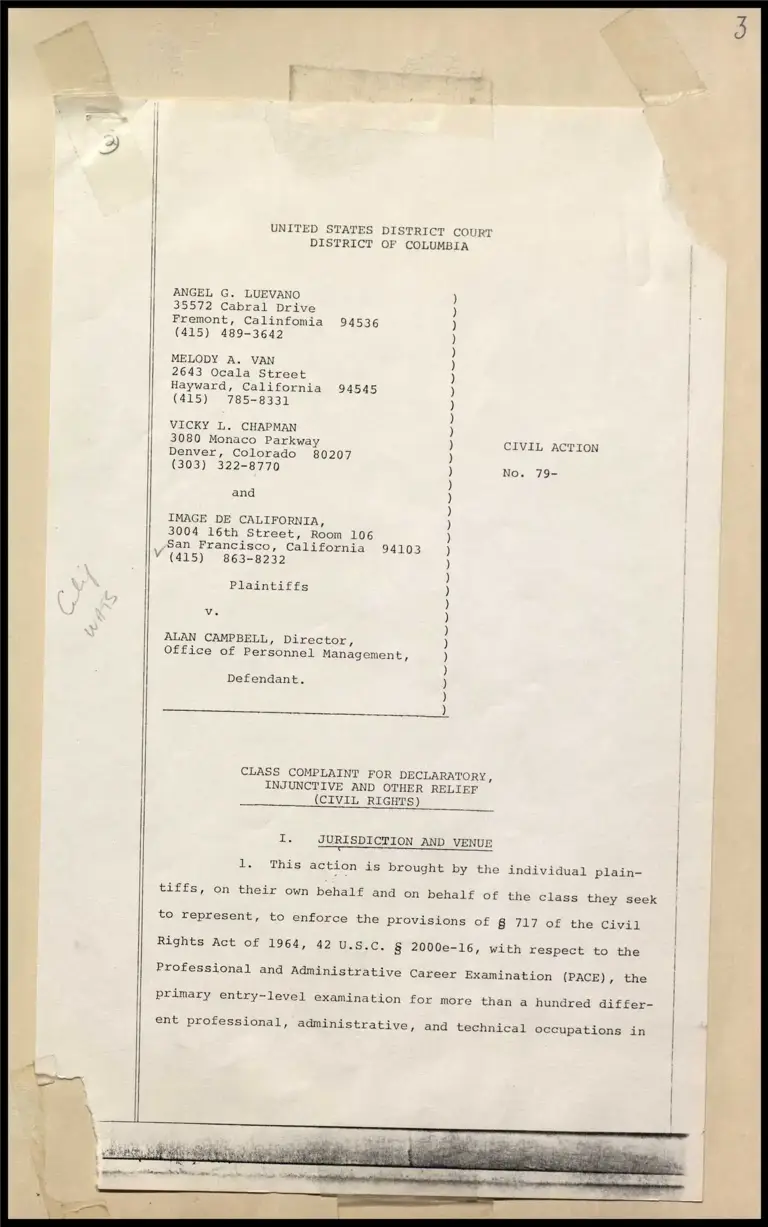 3
2
UNITED STATES DISTRICT COURT
DISTRICT OF COLUMBIA
ANGEL G. LUEVANO
35572 Cabral Drive
Fremont, Calinfomia 94536
(415) 489-3642
MELODY A. VAN
2643 Ocala Street
Hayward, California 94545
(415) 785-8331
VICKY L. CHAPMAN
3080 Monaco Parkway
Denver, Colorado 80207
(303) 322-8770
and
IMAGE DE CALIFORNIA,
3004 16th Street, Room 106
San Francisco, California 94103
(415) 863-8232
Plaintiffs
v.
ALAN CAMPBELL, Director,
Office of Personnel Management,
Defendant.
CIVIL ACTION
No. 79-
Calif
WATS
CLASS COMPLAINT FOR DECLARATORY,
INJUNCTIVE AND OTHER RELIEF
(CIVIL RIGHTS)
I. JURISDICTION AND VENUE
1. This action is brought by the individual plain-
tiffs, on their own behalf and on behalf of the class they seek
to represent, to enforce the provisions of § 717 of the Civil
Rights Act of 1964, 42 U.S.C. § 2000e-16, with respect to the
Professional and Administrative Career Examination (PACE), the
primary entry-level examination for more than a hundred differ-
ent professional, administrative, and technical occupations in